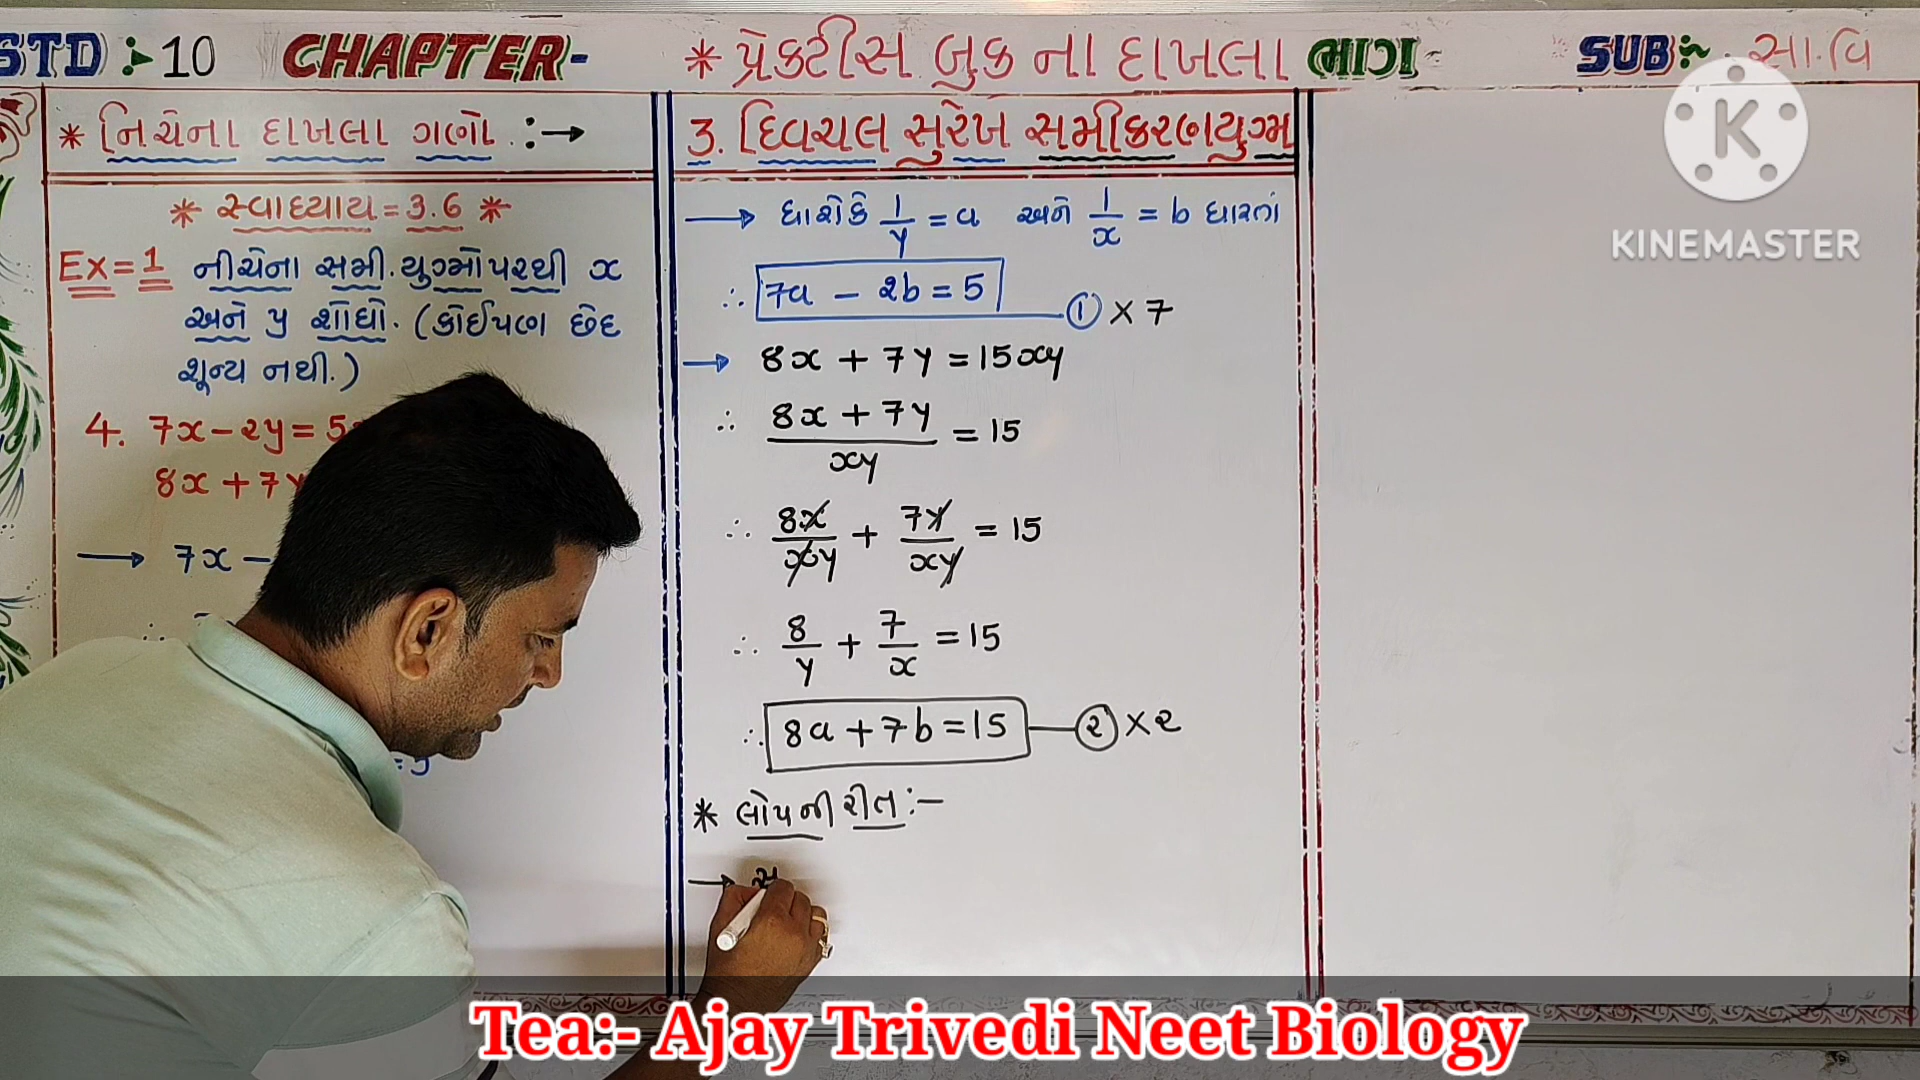 STD :- 10 CHAPTER:- * પ્રેકટીસ બુક ના દાખલા ભાગ- SUB:~ સા.વિ
* નિચેના દાખલા ગણો :→
* સ્વાધ્યાય = 3.6 *
Ex=1 નીચેના સમી. યુગ્મો પરથી x
અને y શોધો. (કોઈપણ છેદ
શૂન્ય નથી.)
4. 7x-2y= 5
8x+7y
→ 7x-
∴
=5
3. દ્વિચલ સુરેખ સમીકરણયુગ્મ
→ ધારોકે 1/y = a અને 1/x = b ધારતાં
∴ 7a - 2b = 5 ① × 7
→ 8x + 7y = 15xy
∴ 8x + 7y / xy = 15
∴ 8x/xy + 7y/xy = 15
∴ 8/y + 7/x = 15
∴ 8a + 7b = 15 — ② × 2
* લોપની રીત :-
→ સ
K
KINEMASTER
Tea:- Ajay Trivedi Neet Biology